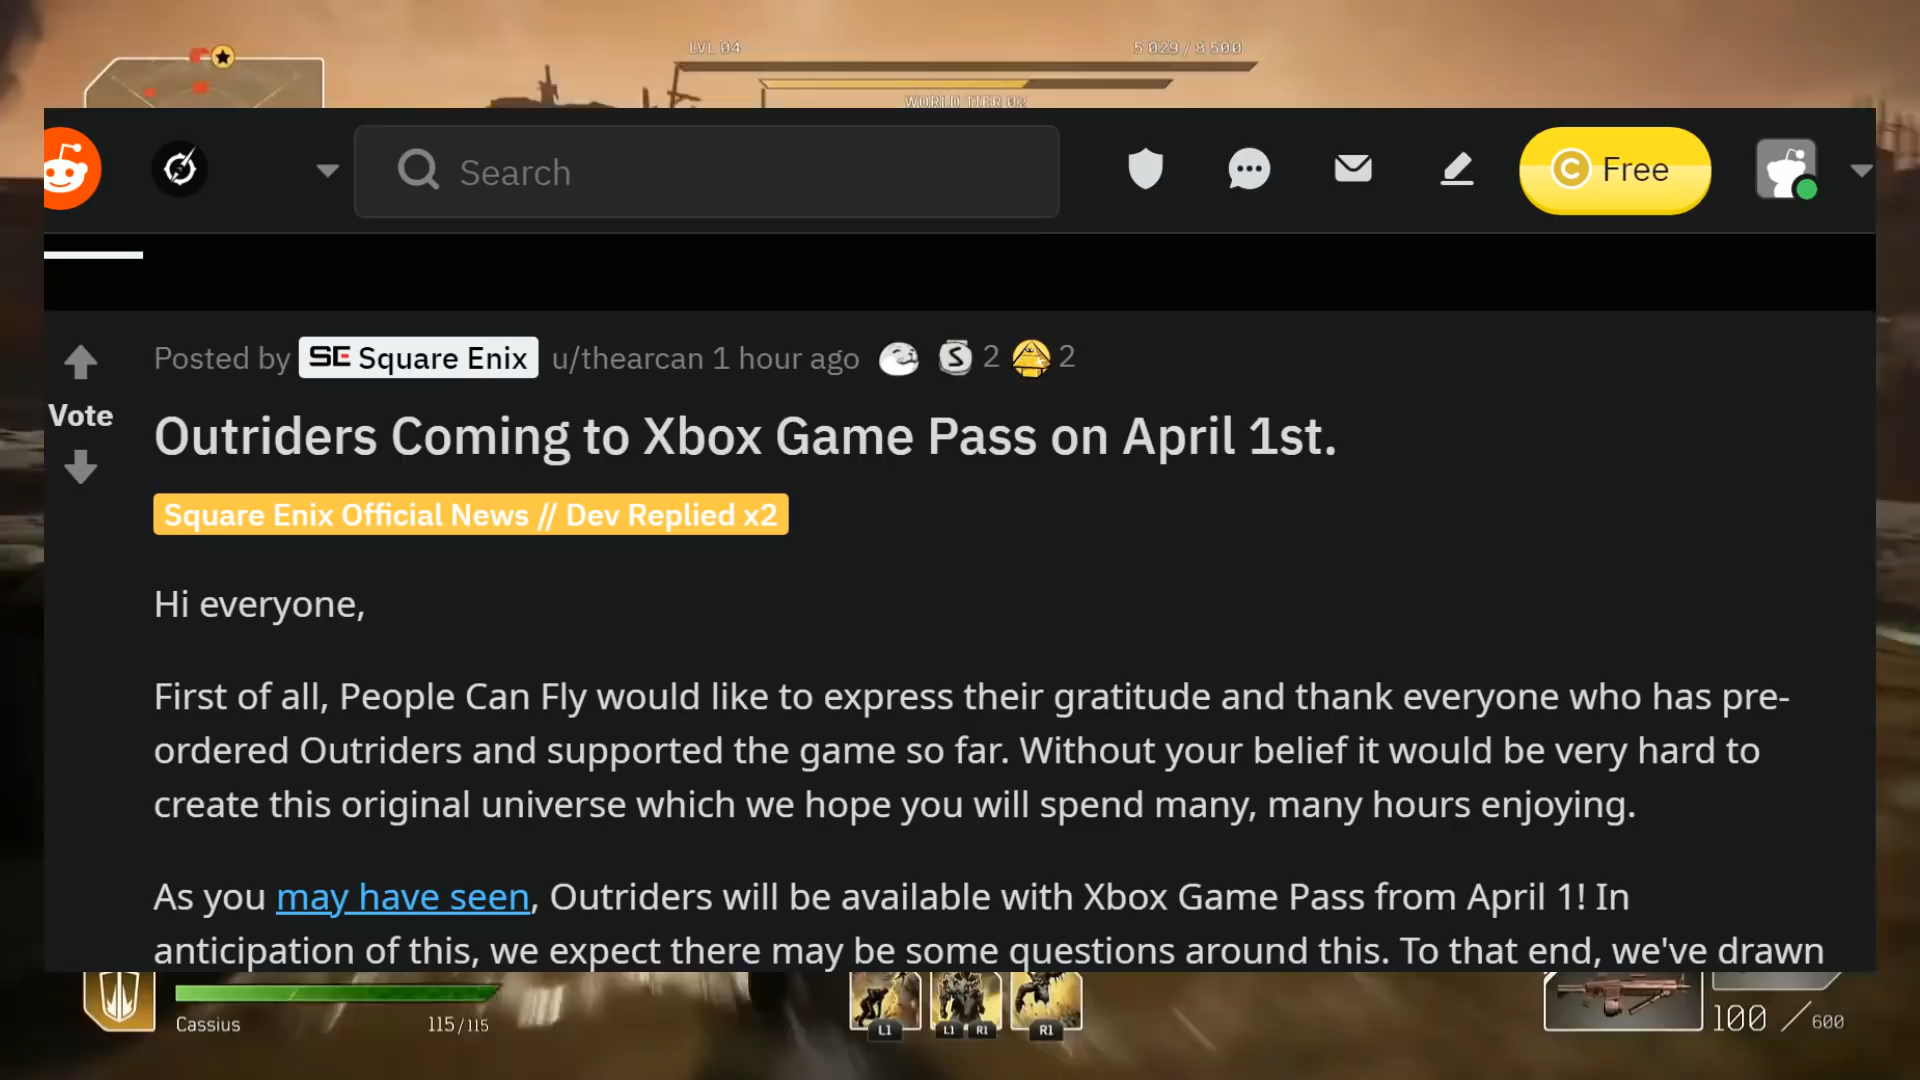 LVL 04
5 029 / 8 500
WORLD TIER 02
Search
Free
Posted by SE Square Enix u/thearcan 1 hour ago S 2 2
Vote
Outriders Coming to Xbox Game Pass on April 1st.
Square Enix Official News // Dev Replied x2
Hi everyone,
First of all, People Can Fly would like to express their gratitude and thank everyone who has pre-
ordered Outriders and supported the game so far. Without your belief it would be very hard to
create this original universe which we hope you will spend many, many hours enjoying.
As you may have seen, Outriders will be available with Xbox Game Pass from April 1! In
anticipation of this, we expect there may be some questions around this. To that end, we've drawn
Cassius 115/115
L1 L1 R1 R1
100 / 600